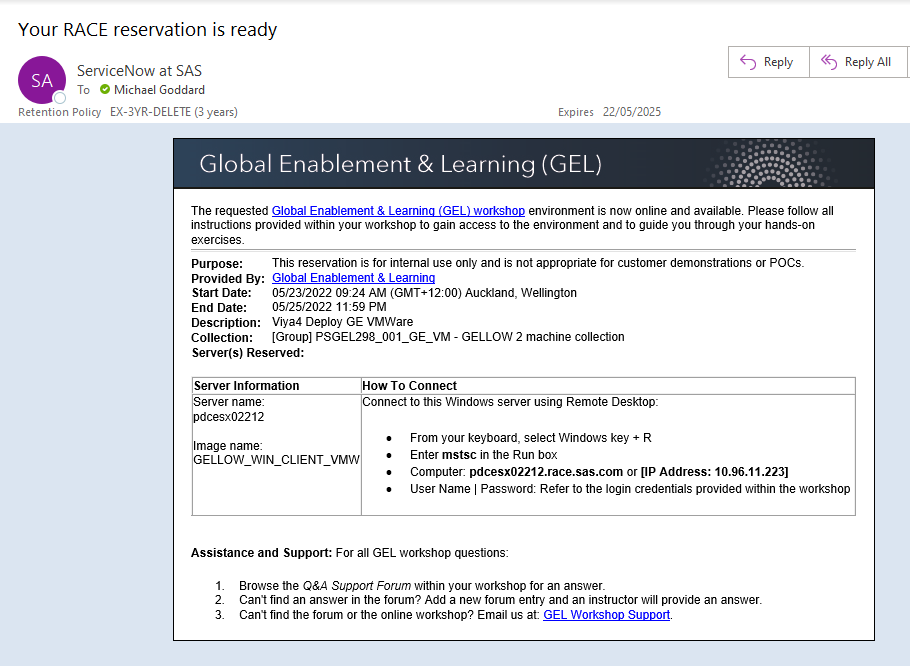 Your RACE reservation is ready
SA
ServiceNow at SAS
To Michael Goddard
Reply
Reply All
Retention Policy EX-3YR-DELETE (3 years)
Expires 22/05/2025
Global Enablement & Learning (GEL)
The requested Global Enablement & Learning (GEL) workshop environment is now online and available. Please follow all
instructions provided within your workshop to gain access to the environment and to guide you through your hands-on
exercises.
Purpose: This reservation is for internal use only and is not appropriate for customer demonstrations or POCs.
Provided By: Global Enablement & Learning
Start Date: 05/23/2022 09:24 AM (GMT+12:00) Auckland, Wellington
End Date: 05/25/2022 11:59 PM
Description: Viya4 Deploy GE VMWare
Collection: [Group] PSGEL298_001_GE_VM - GELLOW 2 machine collection
Server(s) Reserved:
Server Information
Server name:
pdcesx02212
Image name:
GELLOW_WIN_CLIENT_VMW
How To Connect
Connect to this Windows server using Remote Desktop:
• From your keyboard, select Windows key + R
• Enter mstsc in the Run box
• Computer: pdcesx02212.race.sas.com or [IP Address: 10.96.11.223]
• User Name | Password: Refer to the login credentials provided within the workshop
Assistance and Support: For all GEL workshop questions:
1. Browse the Q&A Support Forum within your workshop for an answer.
2. Can't find an answer in the forum? Add a new forum entry and an instructor will provide an answer.
3. Can't find the forum or the online workshop? Email us at: GEL Workshop Support.